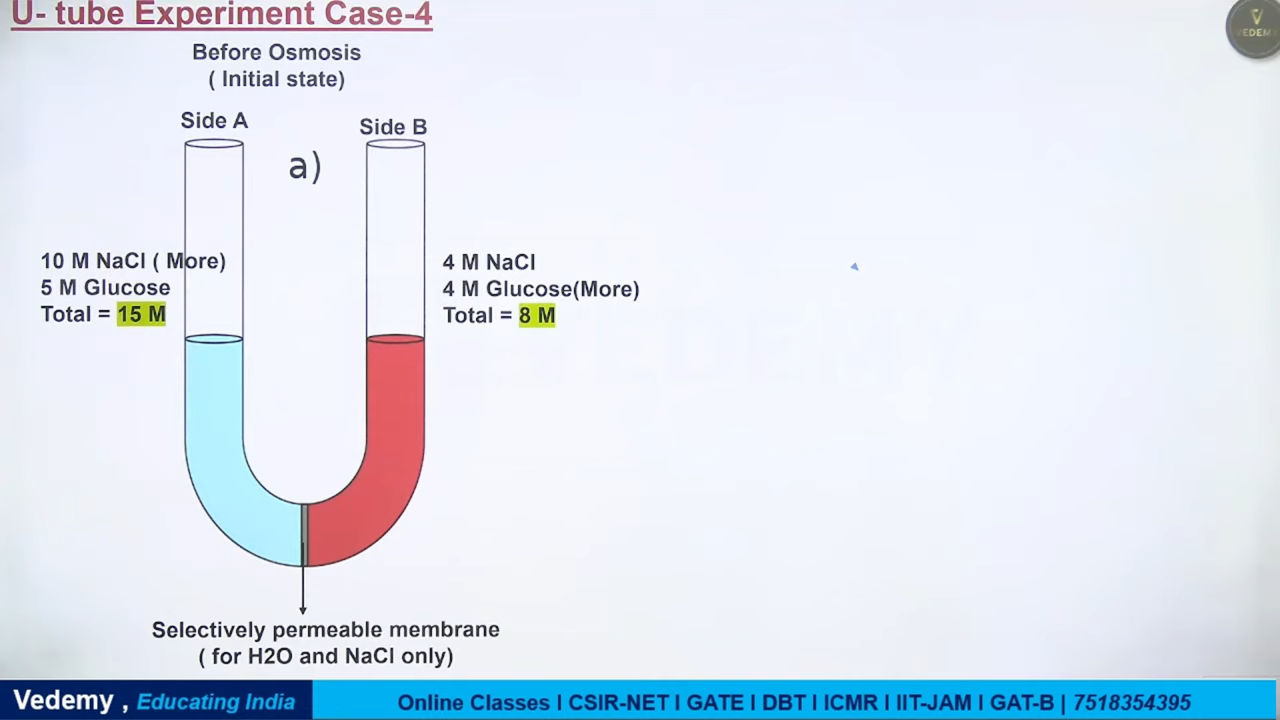 U- tube Experiment Case-4
VEDEMY
Before Osmosis
( Initial state)
Side A
Side B
a)
10 M NaCl ( More)
5 M Glucose
Total = 15 M
4 M NaCl
4 M Glucose(More)
Total = 8 M
Selectively permeable membrane
( for H2O and NaCl only)
Vedemy , Educating India
Online Classes I CSIR-NET I GATE I DBT I ICMR I IIT-JAM I GAT-B | 7518354395